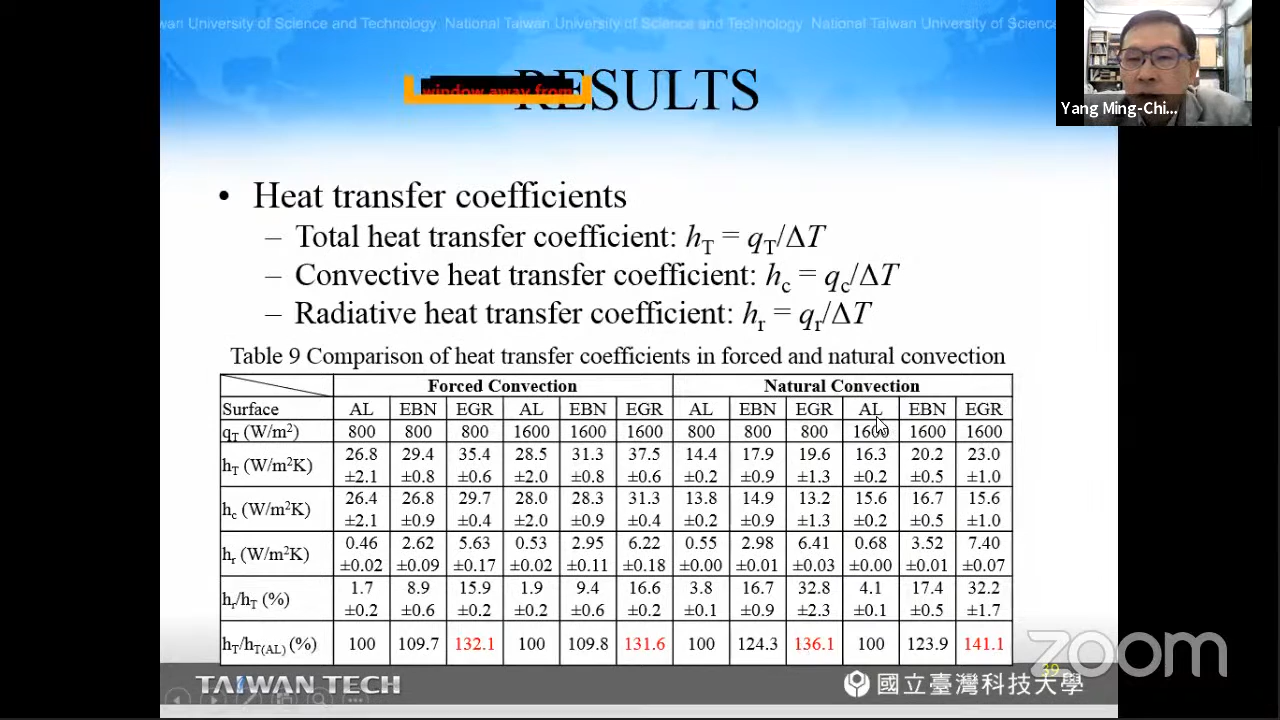 wan University of Science and Technology National Taiwan University of Science and Technology National Taiwan University of Science
window away from
RESULTS
Yang Ming-Chi...
• Heat transfer coefficients
– Total heat transfer coefficient: hT = qT/ΔT
– Convective heat transfer coefficient: hc = qc/ΔT
– Radiative heat transfer coefficient: hr = qr/ΔT
Table 9 Comparison of heat transfer coefficients in forced and natural convection
Forced Convection Natural Convection
Surface AL EBN EGR AL EBN EGR AL EBN EGR AL EBN EGR
qT (W/m²) 800 800 800 1600 1600 1600 800 800 800 1600 1600 1600
hT (W/m²K) 26.8 29.4 35.4 28.5 31.3 37.5 14.4 17.9 19.6 16.3 20.2 23.0
±2.1 ±0.8 ±0.6 ±2.0 ±0.8 ±0.6 ±0.2 ±0.9 ±1.3 ±0.2 ±0.5 ±1.0
hc (W/m²K) 26.4 26.8 29.7 28.0 28.3 31.3 13.8 14.9 13.2 15.6 16.7 15.6
±2.1 ±0.9 ±0.4 ±2.0 ±0.9 ±0.4 ±0.2 ±0.9 ±1.3 ±0.2 ±0.5 ±1.0
hr (W/m²K) 0.46 2.62 5.63 0.53 2.95 6.22 0.55 2.98 6.41 0.68 3.52 7.40
±0.02 ±0.09 ±0.17 ±0.02 ±0.11 ±0.18 ±0.00 ±0.01 ±0.03 ±0.00 ±0.01 ±0.07
hr/hT (%) 1.7 8.9 15.9 1.9 9.4 16.6 3.8 16.7 32.8 4.1 17.4 32.2
±0.2 ±0.6 ±0.2 ±0.2 ±0.6 ±0.2 ±0.1 ±0.9 ±2.3 ±0.1 ±0.5 ±1.7
hT/hT(AL) (%) 100 109.7 132.1 100 109.8 131.6 100 124.3 136.1 100 123.9 141.1
zoom
39
TAIWAN TECH
國立臺灣科技大學